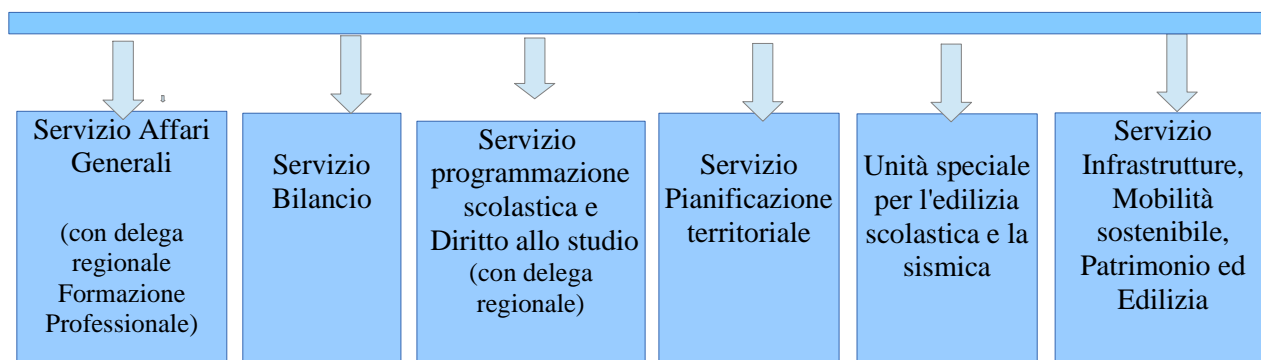 Servizio Affari
Generali
(con delega
regionale
Formazione
Professionale)
Servizio
Bilancio
Servizio
programmazione
scolastica e
Diritto allo studio
(con delega
regionale)
Servizio
Pianificazione
territoriale
Unità speciale
per l'edilizia
scolastica e la
sismica
Servizio
Infrastrutture,
Mobilità
sostenibile,
Patrimonio ed
Edilizia